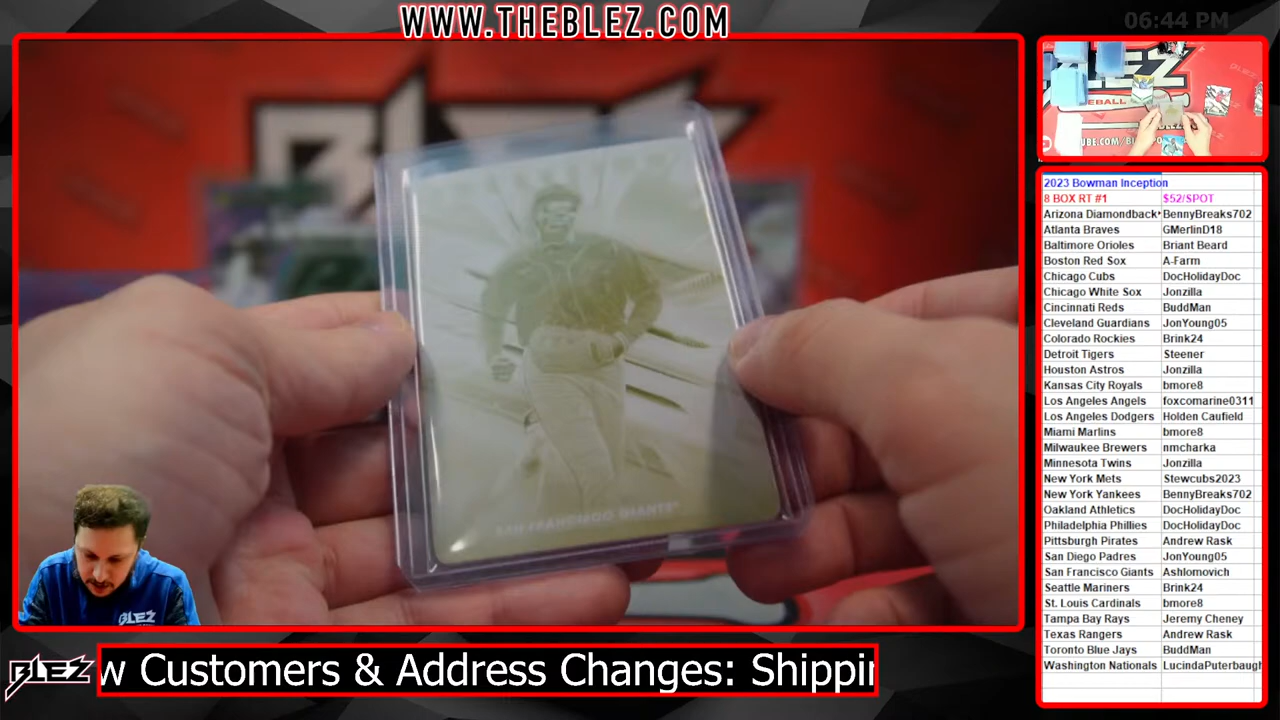 WWW.THEBLEZ.COM
06:44 PM
2023 Bowman Inception
8 BOX RT #1 $52/SPOT
Arizona Diamondback BennyBreaks702
Atlanta Braves GMerlinD18
Baltimore Orioles Briant Beard
Boston Red Sox A-Farm
Chicago Cubs DocHolidayDoc
Chicago White Sox Jonzilla
Cincinnati Reds BuddMan
Cleveland Guardians JonYoung05
Colorado Rockies Brink24
Detroit Tigers Steener
Houston Astros Jonzilla
Kansas City Royals bmore8
Los Angeles Angels foxcomarine0311
Los Angeles Dodgers Holden Caufield
Miami Marlins bmore8
Milwaukee Brewers nmcharka
Minnesota Twins Jonzilla
New York Mets Stewcubs2023
New York Yankees BennyBreaks702
Oakland Athletics DocHolidayDoc
Philadelphia Phillies DocHolidayDoc
Pittsburgh Pirates Andrew Rask
San Diego Padres JonYoung05
San Francisco Giants Ashlomovich
Seattle Mariners Brink24
St. Louis Cardinals bmore8
Tampa Bay Rays Jeremy Cheney
Texas Rangers Andrew Rask
Toronto Blue Jays BuddMan
Washington Nationals LucindaPuterbaugh
SAN FRANCISCO GIANTS
BLEZ
BLEZ
w Customers & Address Changes: Shippin